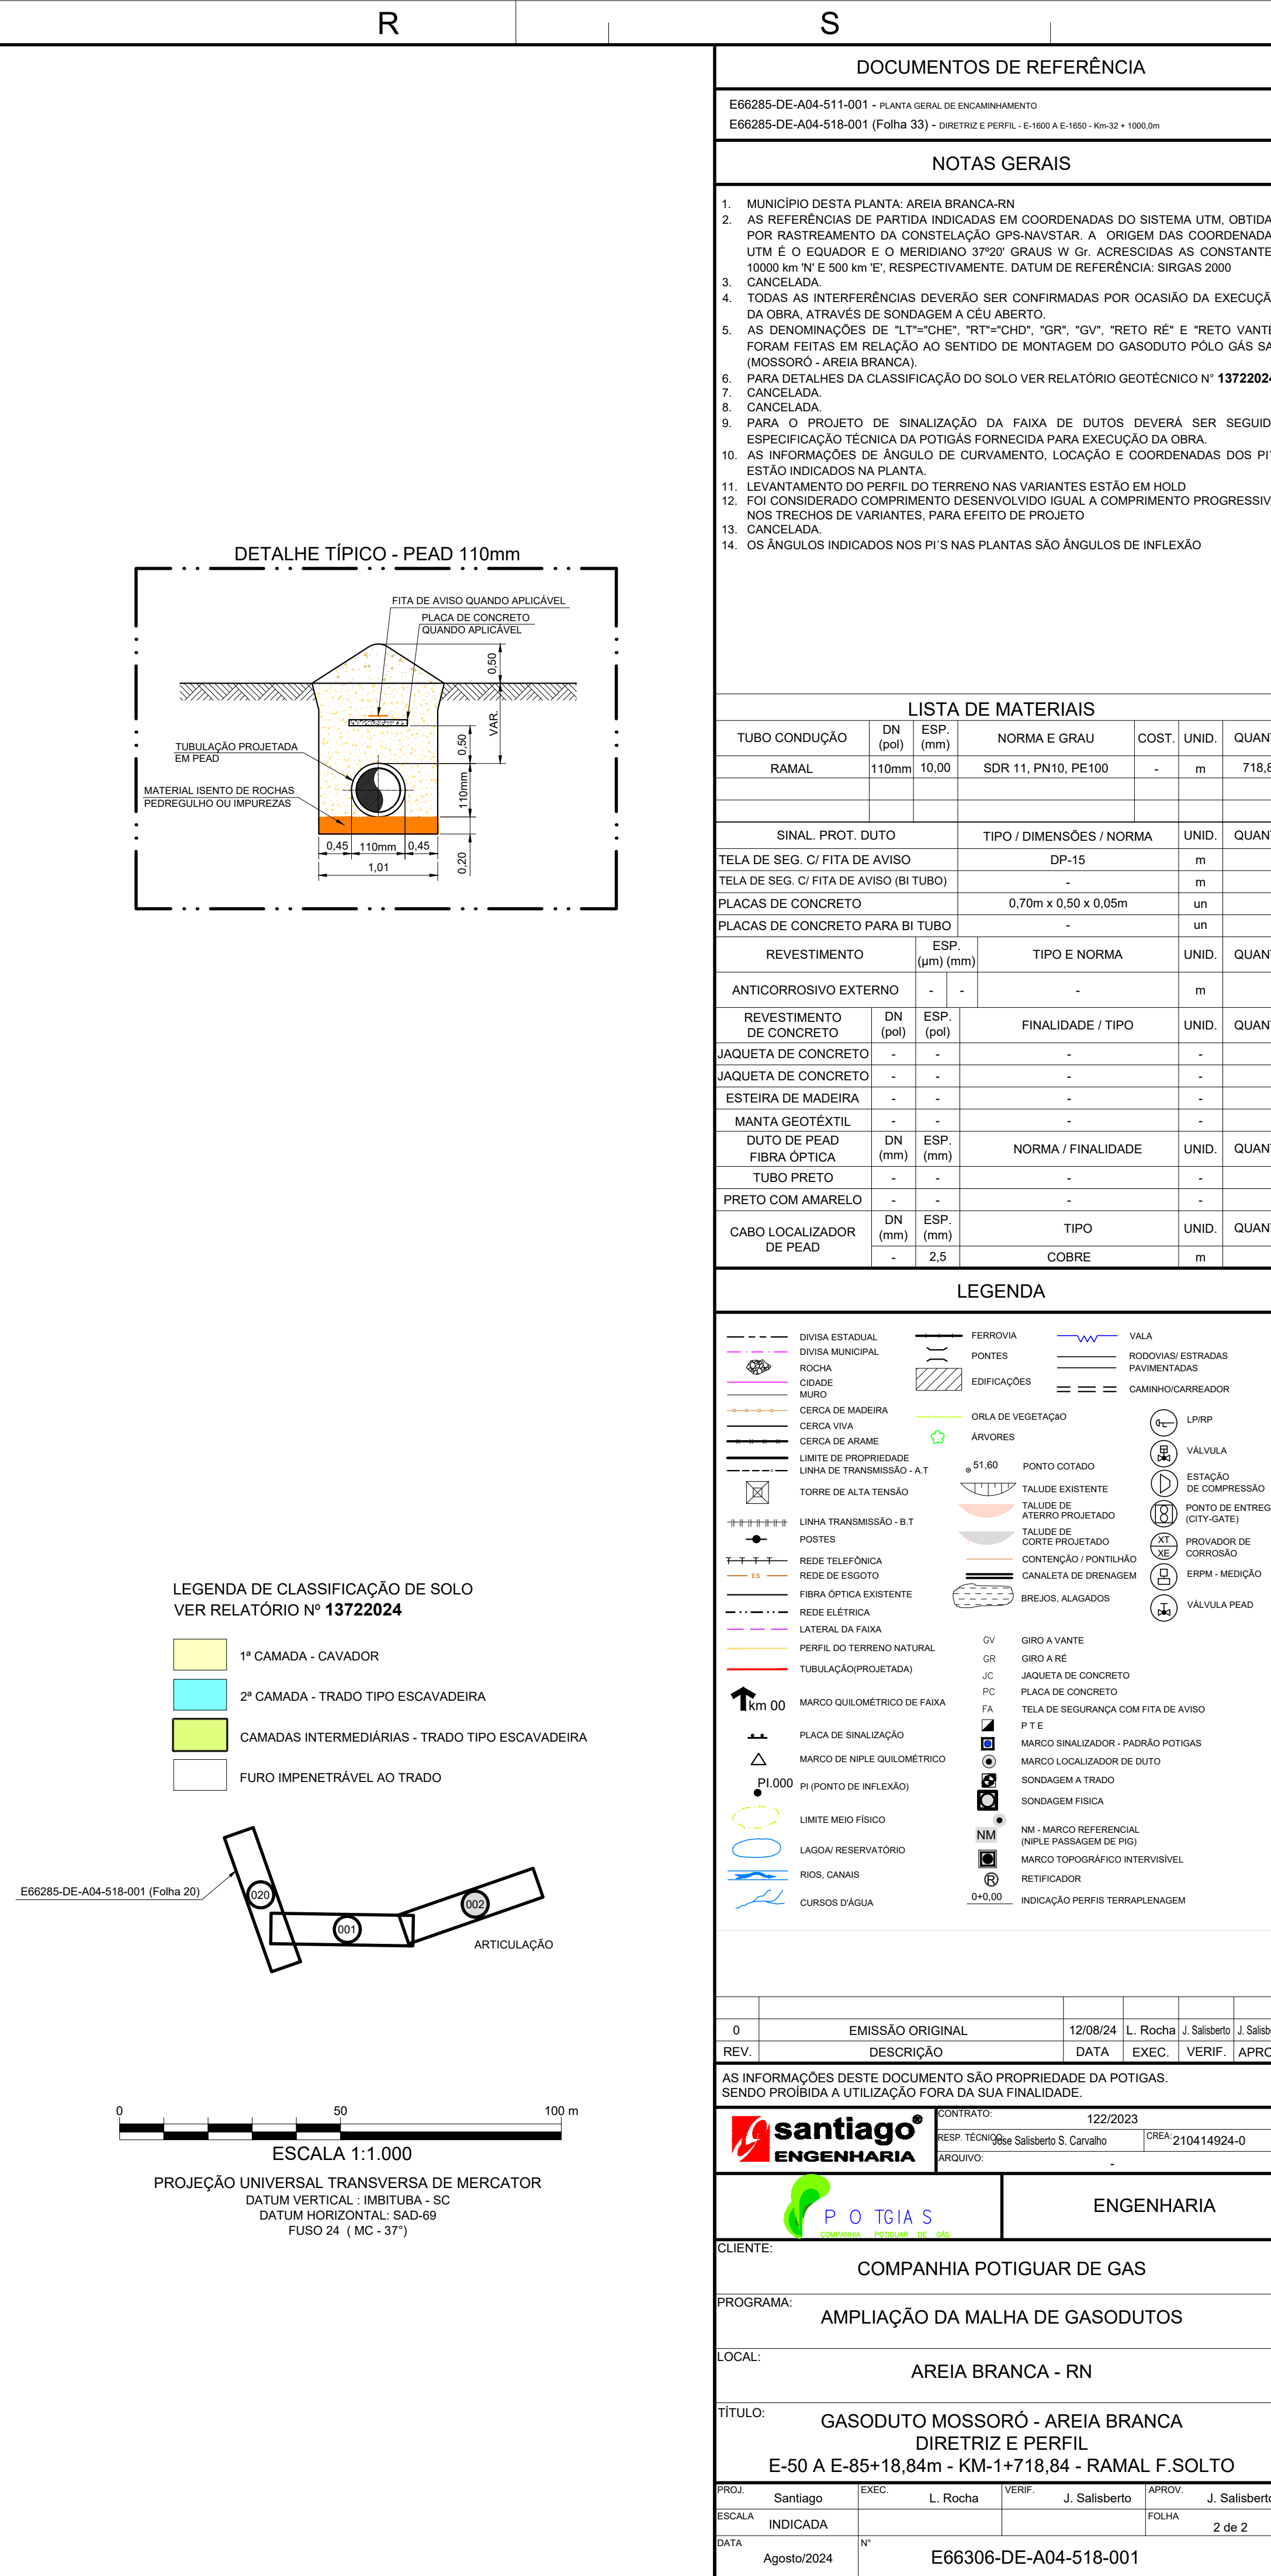 R
S
DOCUMENTOS DE REFERÊNCIA
E66285-DE-A04-511-001 - PLANTA GERAL DE ENCAMINHAMENTO
E66285-DE-A04-518-001 (Folha 33) - DIRETRIZ E PERFIL - E-1600 A E-1650 - Km-32 + 1000,0m
NOTAS GERAIS
1. MUNICÍPIO DESTA PLANTA: AREIA BRANCA-RN
2. AS REFERÊNCIAS DE PARTIDA INDICADAS EM COORDENADAS DO SISTEMA UTM, OBTIDA
POR RASTREAMENTO DA CONSTELAÇÃO GPS-NAVSTAR. A ORIGEM DAS COORDENADA
UTM É O EQUADOR E O MERIDIANO 37º20' GRAUS W Gr. ACRESCIDAS AS CONSTANTE
10000 km 'N' E 500 km 'E', RESPECTIVAMENTE. DATUM DE REFERÊNCIA: SIRGAS 2000
3. CANCELADA.
4. TODAS AS INTERFERÊNCIAS DEVERÃO SER CONFIRMADAS POR OCASIÃO DA EXECUÇÃ
DA OBRA, ATRAVÉS DE SONDAGEM A CÉU ABERTO.
5. AS DENOMINAÇÕES DE "LT"="CHE", "RT"="CHD", "GR", "GV", "RETO RÉ" E "RETO VANTE
FORAM FEITAS EM RELAÇÃO AO SENTIDO DE MONTAGEM DO GASODUTO PÓLO GÁS SA
(MOSSORÓ - AREIA BRANCA).
6. PARA DETALHES DA CLASSIFICAÇÃO DO SOLO VER RELATÓRIO GEOTÉCNICO N° 13722024
7. CANCELADA.
8. CANCELADA.
9. PARA O PROJETO DE SINALIZAÇÃO DA FAIXA DE DUTOS DEVERÁ SER SEGUID
ESPECIFICAÇÃO TÉCNICA DA POTIGÁS FORNECIDA PARA EXECUÇÃO DA OBRA.
10. AS INFORMAÇÕES DE ÂNGULO DE CURVAMENTO, LOCAÇÃO E COORDENADAS DOS PI´
ESTÃO INDICADOS NA PLANTA.
11. LEVANTAMENTO DO PERFIL DO TERRENO NAS VARIANTES ESTÃO EM HOLD
12. FOI CONSIDERADO COMPRIMENTO DESENVOLVIDO IGUAL A COMPRIMENTO PROGRESSIV
NOS TRECHOS DE VARIANTES, PARA EFEITO DE PROJETO
13. CANCELADA.
14. OS ÂNGULOS INDICADOS NOS PI´S NAS PLANTAS SÃO ÂNGULOS DE INFLEXÃO
DETALHE TÍPICO - PEAD 110mm
FITA DE AVISO QUANDO APLICÁVEL
PLACA DE CONCRETO
QUANDO APLICÁVEL
0,50
VAR.
0,50
TUBULAÇÃO PROJETADA
EM PEAD
110mm
MATERIAL ISENTO DE ROCHAS
PEDREGULHO OU IMPUREZAS
0,45 110mm 0,45
0,20
1,01
LISTA DE MATERIAIS
TUBO CONDUÇÃO DN (pol) ESP. (mm) NORMA E GRAU COST. UNID. QUAN
RAMAL 110mm 10,00 SDR 11, PN10, PE100 - m 718,8
SINAL. PROT. DUTO TIPO / DIMENSÕES / NORMA UNID. QUAN
TELA DE SEG. C/ FITA DE AVISO DP-15 m
TELA DE SEG. C/ FITA DE AVISO (BI TUBO) - m
PLACAS DE CONCRETO 0,70m x 0,50 x 0,05m un
PLACAS DE CONCRETO PARA BI TUBO - un
REVESTIMENTO ESP. (µm) (mm) TIPO E NORMA UNID. QUAN
ANTICORROSIVO EXTERNO - - - m
REVESTIMENTO DE CONCRETO DN (pol) ESP. (pol) FINALIDADE / TIPO UNID. QUAN
JAQUETA DE CONCRETO - - - -
JAQUETA DE CONCRETO - - - -
ESTEIRA DE MADEIRA - - - -
MANTA GEOTÉXTIL - - - -
DUTO DE PEAD FIBRA ÓPTICA DN (mm) ESP. (mm) NORMA / FINALIDADE UNID. QUAN
TUBO PRETO - - - -
PRETO COM AMARELO - - - -
CABO LOCALIZADOR DE PEAD DN (mm) ESP. (mm) TIPO UNID. QUAN
- 2,5 COBRE m
LEGENDA
DIVISA ESTADUAL
DIVISA MUNICIPAL
ROCHA
CIDADE
MURO
CERCA DE MADEIRA
CERCA VIVA
CERCA DE ARAME
LIMITE DE PROPRIEDADE
LINHA DE TRANSMISSÃO - A.T
TORRE DE ALTA TENSÃO
LINHA TRANSMISSÃO - B.T
POSTES
T T T T REDE TELEFÔNICA
ES REDE DE ESGOTO
FIBRA ÓPTICA EXISTENTE
REDE ELÉTRICA
LATERAL DA FAIXA
PERFIL DO TERRENO NATURAL
TUBULAÇÃO(PROJETADA)
km 00 MARCO QUILOMÉTRICO DE FAIXA
PLACA DE SINALIZAÇÃO
MARCO DE NIPLE QUILOMÉTRICO
PI.000 PI (PONTO DE INFLEXÃO)
LIMITE MEIO FÍSICO
LAGOA/ RESERVATÓRIO
RIOS, CANAIS
CURSOS D'ÁGUA
FERROVIA
PONTES
EDIFICAÇÕES
ORLA DE VEGETAÇãO
ÁRVORES
51,60 PONTO COTADO
TALUDE EXISTENTE
TALUDE DE
ATERRO PROJETADO
TALUDE DE
CORTE PROJETADO
CONTENÇÃO / PONTILHÃO
CANALETA DE DRENAGEM
BREJOS, ALAGADOS
VALA
RODOVIAS/ ESTRADAS
PAVIMENTADAS
CAMINHO/CARREADOR
LP/RP
VÁLVULA
ESTAÇÃO
DE COMPRESSÃO
PONTO DE ENTREG
(CITY-GATE)
XT
XE
PROVADOR DE
CORROSÃO
ERPM - MEDIÇÃO
VÁLVULA PEAD
GV GIRO A VANTE
GR GIRO A RÉ
JC JAQUETA DE CONCRETO
PC PLACA DE CONCRETO
FA TELA DE SEGURANÇA COM FITA DE AVISO
P T E
MARCO SINALIZADOR - PADRÃO POTIGAS
MARCO LOCALIZADOR DE DUTO
SONDAGEM A TRADO
SONDAGEM FISICA
NM NM - MARCO REFERENCIAL
(NIPLE PASSAGEM DE PIG)
MARCO TOPOGRÁFICO INTERVISÍVEL
R RETIFICADOR
0+0,00 INDICAÇÃO PERFIS TERRAPLENAGEM
LEGENDA DE CLASSIFICAÇÃO DE SOLO
VER RELATÓRIO Nº 13722024
1ª CAMADA - CAVADOR
2ª CAMADA - TRADO TIPO ESCAVADEIRA
CAMADAS INTERMEDIÁRIAS - TRADO TIPO ESCAVADEIRA
FURO IMPENETRÁVEL AO TRADO
E66285-DE-A04-518-001 (Folha 20)
020
001
002
ARTICULAÇÃO
0 50 100 m
ESCALA 1:1.000
PROJEÇÃO UNIVERSAL TRANSVERSA DE MERCATOR
DATUM VERTICAL : IMBITUBA - SC
DATUM HORIZONTAL: SAD-69
FUSO 24 ( MC - 37°)
0 EMISSÃO ORIGINAL 12/08/24 L. Rocha J. Salisberto J. Salisb
REV. DESCRIÇÃO DATA EXEC. VERIF. APRO
AS INFORMAÇÕES DESTE DOCUMENTO SÃO PROPRIEDADE DA POTIGAS.
SENDO PROÍBIDA A UTILIZAÇÃO FORA DA SUA FINALIDADE.
santiago
ENGENHARIA
CONTRATO: 122/2023
RESP. TÉCNICO: Jose Salisberto S. Carvalho CREA: 210414924-0
ARQUIVO: -
P O TGIA S
COMPANHIA POTIGUAR DE GÁS
ENGENHARIA
CLIENTE:
COMPANHIA POTIGUAR DE GAS
PROGRAMA:
AMPLIAÇÃO DA MALHA DE GASODUTOS
LOCAL:
AREIA BRANCA - RN
TÍTULO:
GASODUTO MOSSORÓ - AREIA BRANCA
DIRETRIZ E PERFIL
E-50 A E-85+18,84m - KM-1+718,84 - RAMAL F.SOLTO
PROJ. Santiago EXEC. L. Rocha VERIF. J. Salisberto APROV. J. Salisberto
ESCALA INDICADA FOLHA 2 de 2
DATA Agosto/2024 N° E66306-DE-A04-518-001